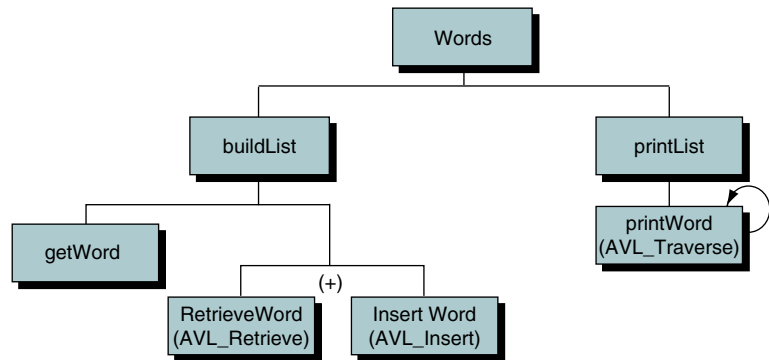 Words
buildList
printList
getWord
printWord
(AVL_Traverse)
(+)
RetrieveWord
(AVL_Retrieve)
Insert Word
(AVL_Insert)